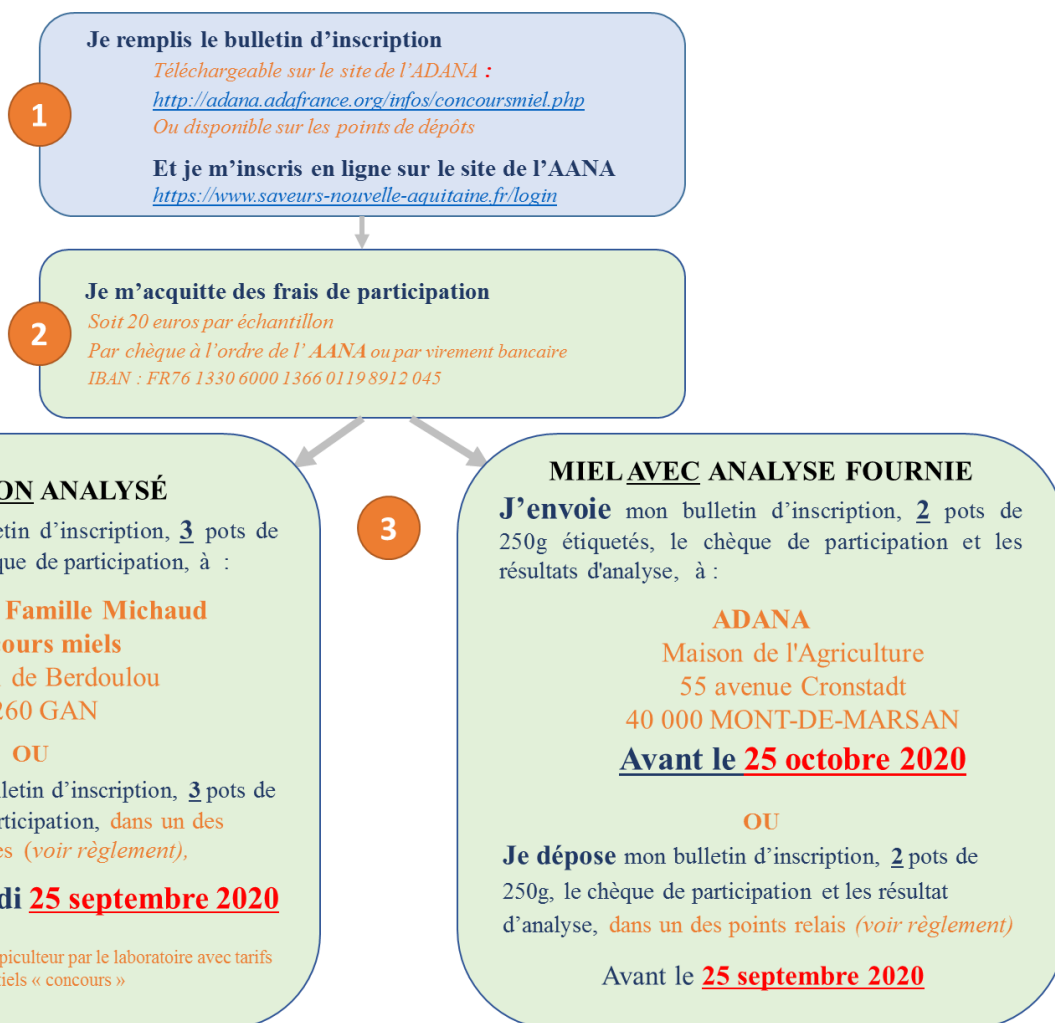 Je remplis le bulletin d’inscription
Téléchargeable sur le site de l’ADANA :
http://adana.adafrance.org/infos/concoursmiel.php
Ou disponible sur les points de dépôts
1
Et je m’inscris en ligne sur le site de l’AANA
https://www.saveurs-nouvelle-aquitaine.fr/login
Je m’acquitte des frais de participation
2
Soit 20 euros par échantillon
Par chèque à l’ordre de l’ AANA ou par virement bancaire
IBAN : FR76 1330 6000 1366 0119 8912 045
3
ON ANALYSÉ
etin d’inscription, 3 pots de
que de participation, à :
Famille Michaud
cours miels
de Berdoulou
260 GAN
OU
lletin d’inscription, 3 pots de
rticipation, dans un des
es (voir règlement),
di 25 septembre 2020
piculteur par le laboratoire avec tarifs
tiels « concours »
MIEL AVEC ANALYSE FOURNIE
J’envoie mon bulletin d’inscription, 2 pots de
250g étiquetés, le chèque de participation et les
résultats d'analyse, à :
ADANA
Maison de l'Agriculture
55 avenue Cronstadt
40 000 MONT-DE-MARSAN
Avant le 25 octobre 2020
OU
Je dépose mon bulletin d’inscription, 2 pots de
250g, le chèque de participation et les résultat
d’analyse, dans un des points relais (voir règlement)
Avant le 25 septembre 2020